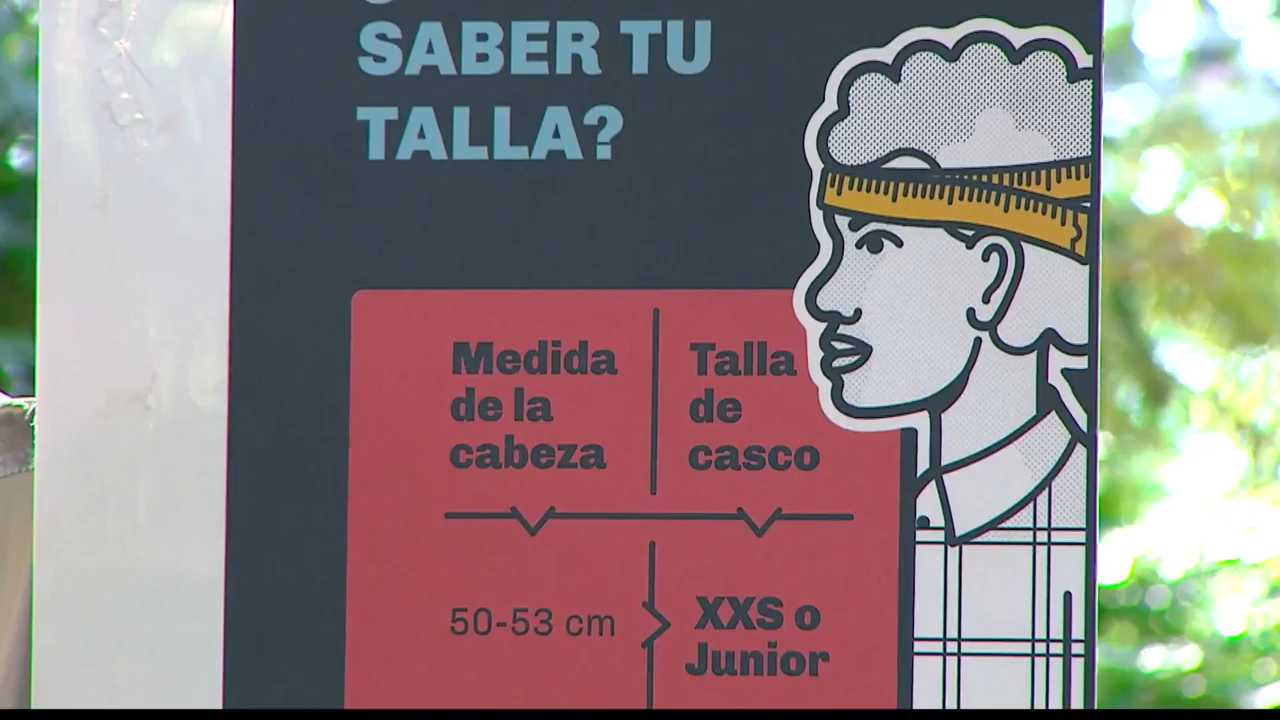 SABER TU
TALLA?
Medida
de la
cabeza
Talla
de
casco
50-53 cm
XXS o
Junior